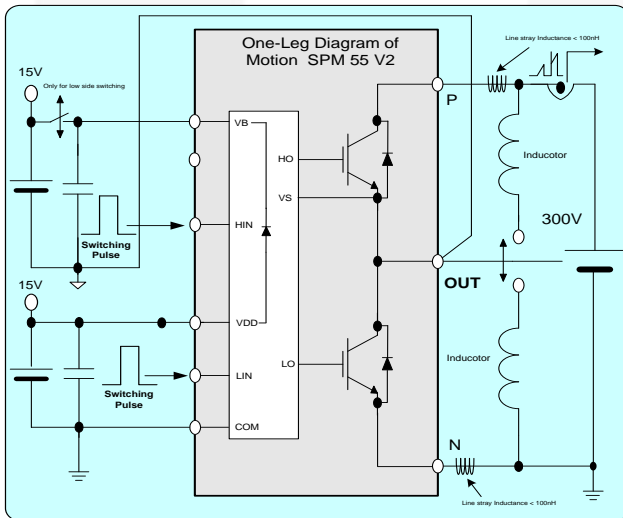 One-Leg Diagram of
Motion SPM 55 V2
Line stray Inductance < 100nH
15V
Only for low side switching
P
VB
HO
Inducotor
VS
HIN
Switching
Pulse
300V
OUT
15V
VDD
LO
LIN
Inducotor
Switching
Pulse
COM
N
Line stray Inductance < 100nH